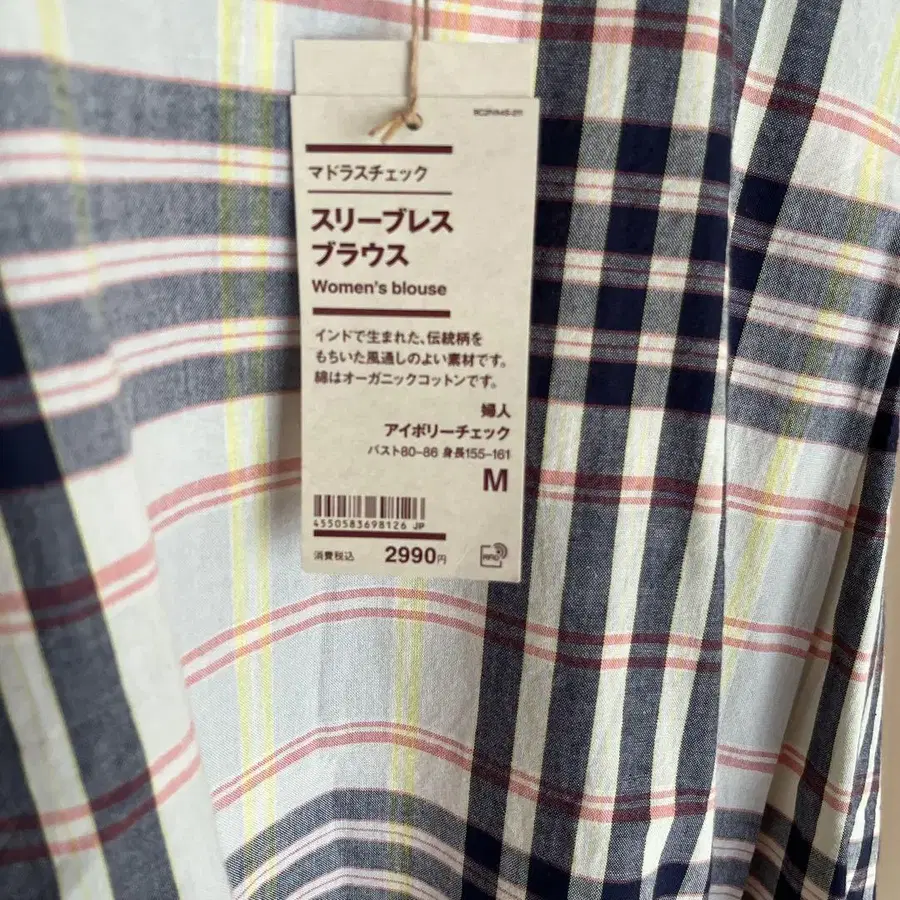 マドラスチェック
スリーブレス
ブラウス
Women's blouse
インドで生まれた、伝統柄を
もちいた風通しのよい素材です。
綿はオーガニックコットンです。
婦人
アイボリーチェック
バスト80-86 身長155-161
M
4550583698126 JP
消費税込 2990円